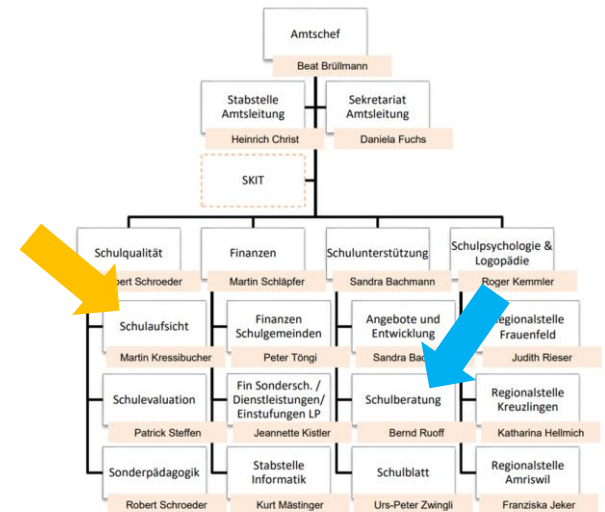 Amtschef
Beat Brüllmann
Stabstelle
Amtsleitung
Heinrich Christ
Sekretariat
Amtsleitung
Daniela Fuchs
SKIT
Schulqualität
bert Schroeder
Finanzen
Martin Schläpfer
Schulunterstützung
Sandra Bachmann
Schulpsychologie &
Logopädie
Roger Kemmler
Schulaufsicht
Martin Kressibucher
Finanzen
Schulgemeinden
Peter Töngi
Angebote und
Entwicklung
Sandra Bac
Regionalstelle
Frauenfeld
Judith Rieser
Schulevaluation
Patrick Steffen
Fin Sondersch. /
Dienstleistungen/
Einstufungen LP
Jeannette Kistler
Schulberatung
Bernd Ruoff
Regionalstelle
Kreuzlingen
Katharina Hellmich
Sonderpädagogik
Robert Schroeder
Stabstelle
Informatik
Kurt Mästinger
Schulblatt
Urs-Peter Zwingli
Regionalstelle
Amriswil
Franziska Jeker